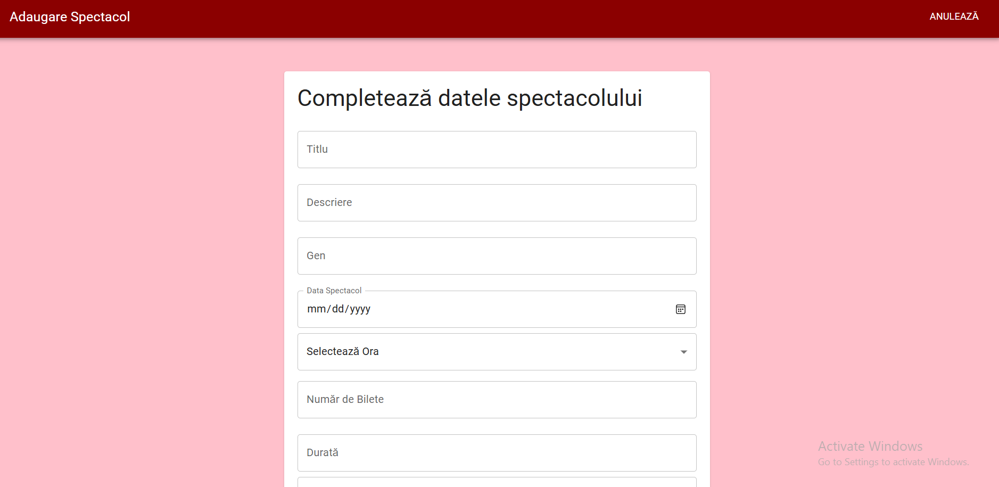 Adaugare Spectacol
ANULEAZĂ
Completează datele spectacolului
Titlu
Descriere
Gen
Data Spectacol
mm/dd/yyyy
Selectează Ora
Număr de Bilete
Durată
Activate Windows
Go to Settings to activate Windows.